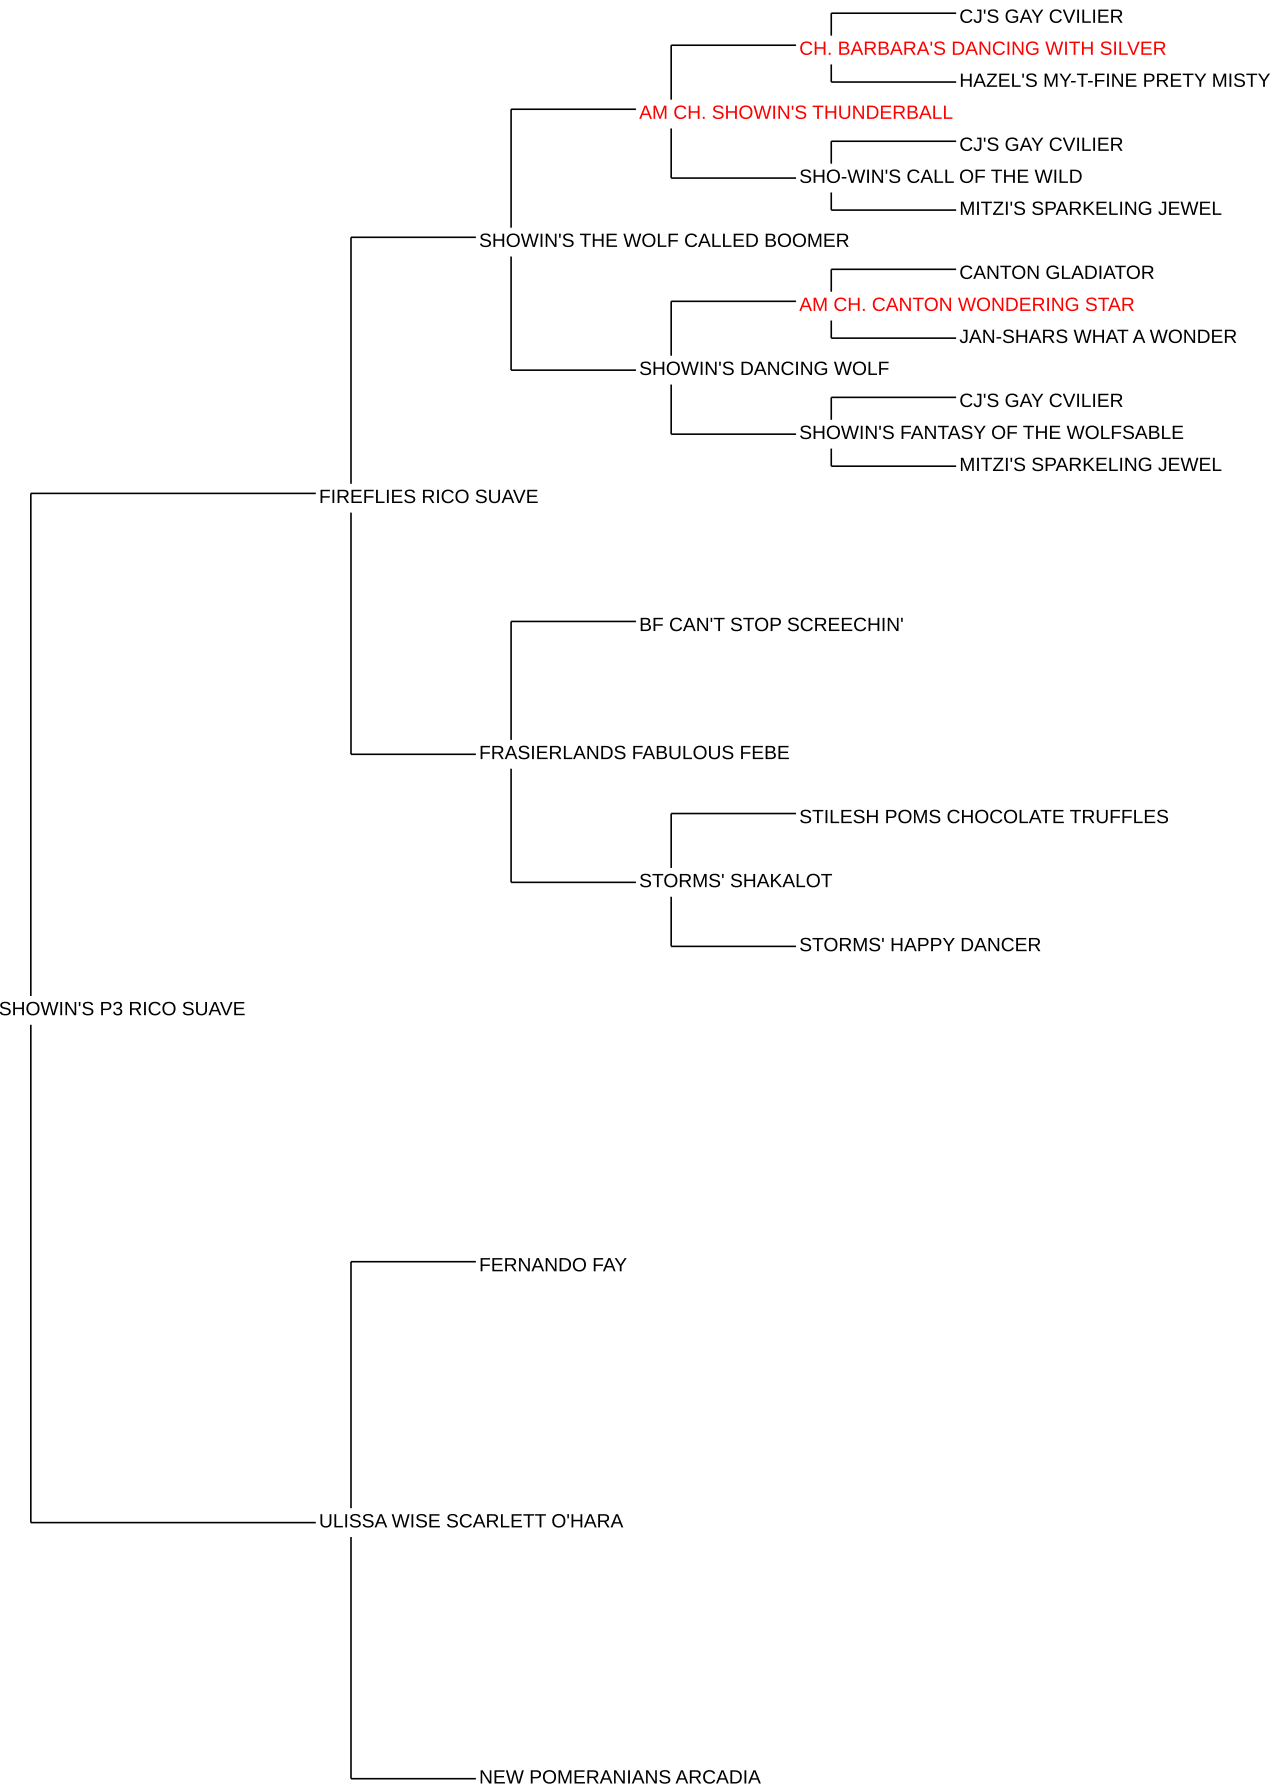 CJ'S GAY CVILIER
CH. BARBARA'S DANCING WITH SILVER
HAZEL'S MY-T-FINE PRETY MISTY
AM CH. SHOWIN'S THUNDERBALL
CJ'S GAY CVILIER
SHO-WIN'S CALL OF THE WILD
MITZI'S SPARKELING JEWEL
SHOWIN'S THE WOLF CALLED BOOMER
CANTON GLADIATOR
AM CH. CANTON WONDERING STAR
JAN-SHARS WHAT A WONDER
SHOWIN'S DANCING WOLF
CJ'S GAY CVILIER
SHOWIN'S FANTASY OF THE WOLFSABLE
MITZI'S SPARKELING JEWEL
FIREFLIES RICO SUAVE
BF CAN'T STOP SCREECHIN'
FRASIERLANDS FABULOUS FEBE
STILESH POMS CHOCOLATE TRUFFLES
STORMS' SHAKALOT
STORMS' HAPPY DANCER
SHOWIN'S P3 RICO SUAVE
FERNANDO FAY
ULISSA WISE SCARLETT O'HARA
NEW POMERANIANS ARCADIA